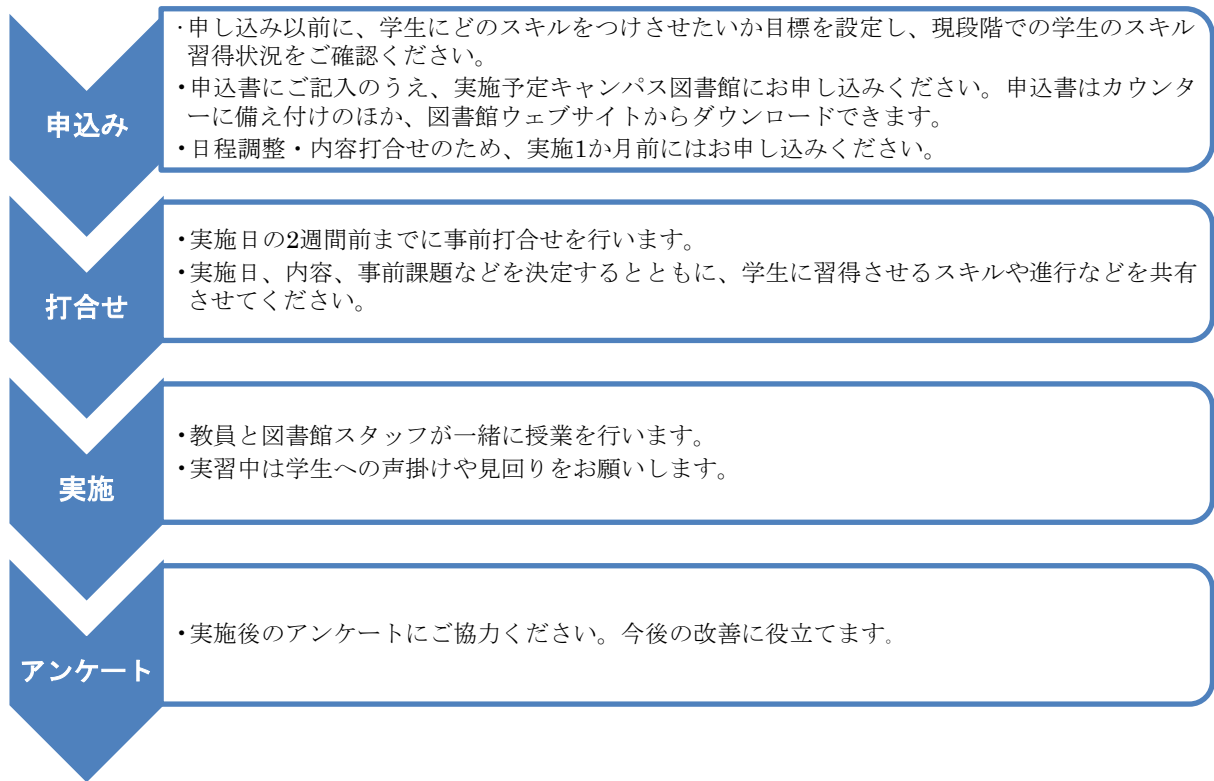 申込み
・申し込み以前に、学生にどのスキルをつけさせたいか目標を設定し、現段階での学生のスキル
習得状況をご確認ください。
・申込書にご記入のうえ、実施予定キャンパス図書館にお申し込みください。申込書はカウンタ
ーに備え付けのほか、図書館ウェブサイトからダウンロードできます。
・日程調整・内容打合せのため、実施1か月前にはお申し込みください。
打合せ
・実施日の2週間前までに事前打合せを行います。
・実施日、内容、事前課題などを決定するとともに、学生に習得させるスキルや進行などを共有
させてください。
実施
・教員と図書館スタッフが一緒に授業を行います。
・実習中は学生への声掛けや見回りをお願いします。
アンケート
・実施後のアンケートにご協力ください。今後の改善に役立てます。